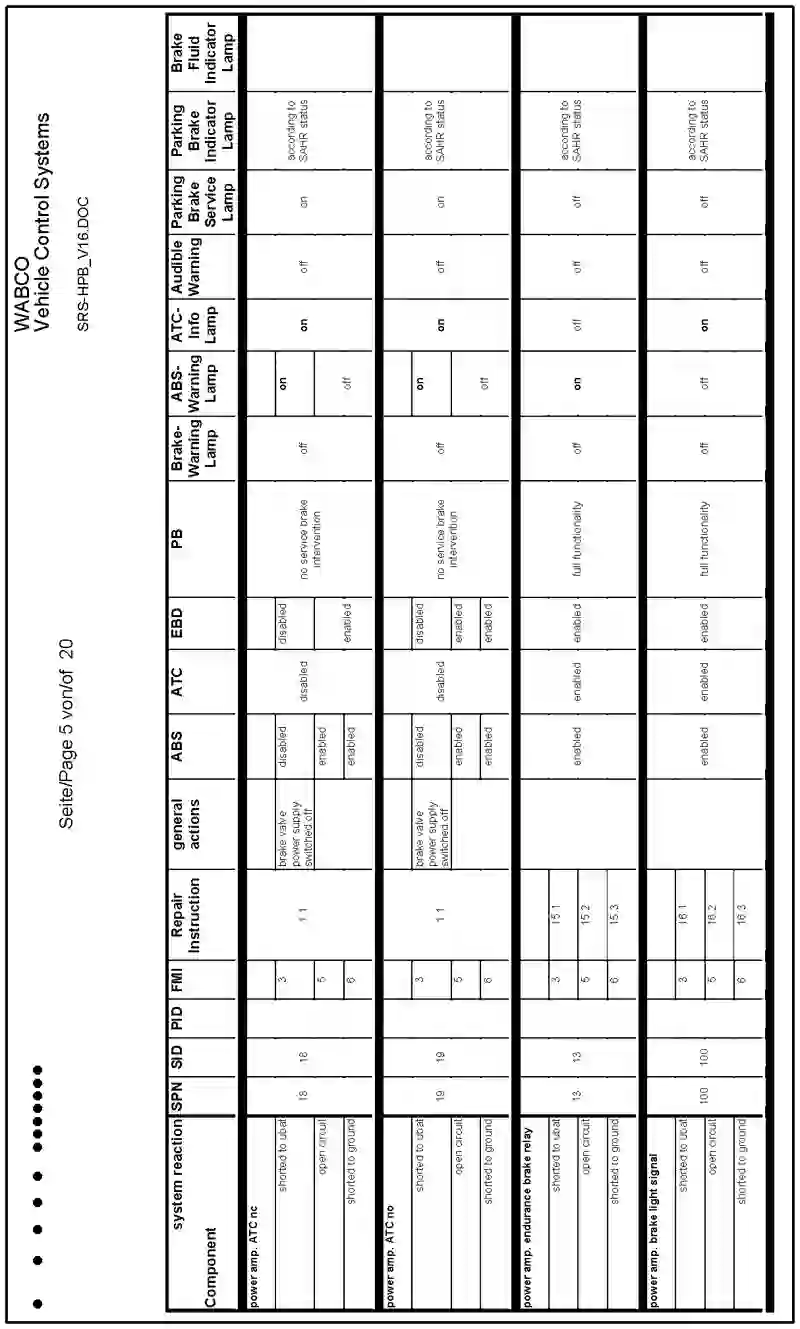 WABCO
Vehicle Control Systems
SRS-HPB_V16.DOC
Seite/Page 5 von/of 20
system reaction
Component
SPN
SID
PID
FMI
Repair
Instruction
general
actions
ABS
ATC
EBD
PB
Brake-
Warning
Lamp
ABS-
Warning
Lamp
ATC-
Info
Lamp
Audible
Warning
Parking
Brake
Service
Lamp
Parking
Brake
Indicator
Lamp
Brake
Fluid
Indicator
Lamp
power amp. ATC nc
18
18
1.1
disabled
no service brake
intervention
off
on
off
on
according to
SAHR status
shorted to ubat
3
brake valve
power supply
switched off
disabled
disabled
on
open circuit
5
enabled
shorted to ground
6
enabled
enabled
off
power amp. ATC no
19
19
1.1
disabled
no service brake
intervention
off
on
off
on
according to
SAHR status
shorted to ubat
3
brake valve
power supply
switched off
disabled
disabled
on
open circuit
5
enabled
enabled
shorted to ground
6
enabled
enabled
off
power amp. endurance brake relay
13
13
enabled
enabled
enabled
full functionality
off
on
off
off
off
according to
SAHR status
shorted to ubat
3
15.1
open circuit
5
15.2
shorted to ground
6
15.3
power amp. brake light signal
100
100
enabled
enabled
enabled
full functionality
off
off
on
off
off
according to
SAHR status
shorted to ubat
3
16.1
open circuit
5
16.2
shorted to ground
6
16.3